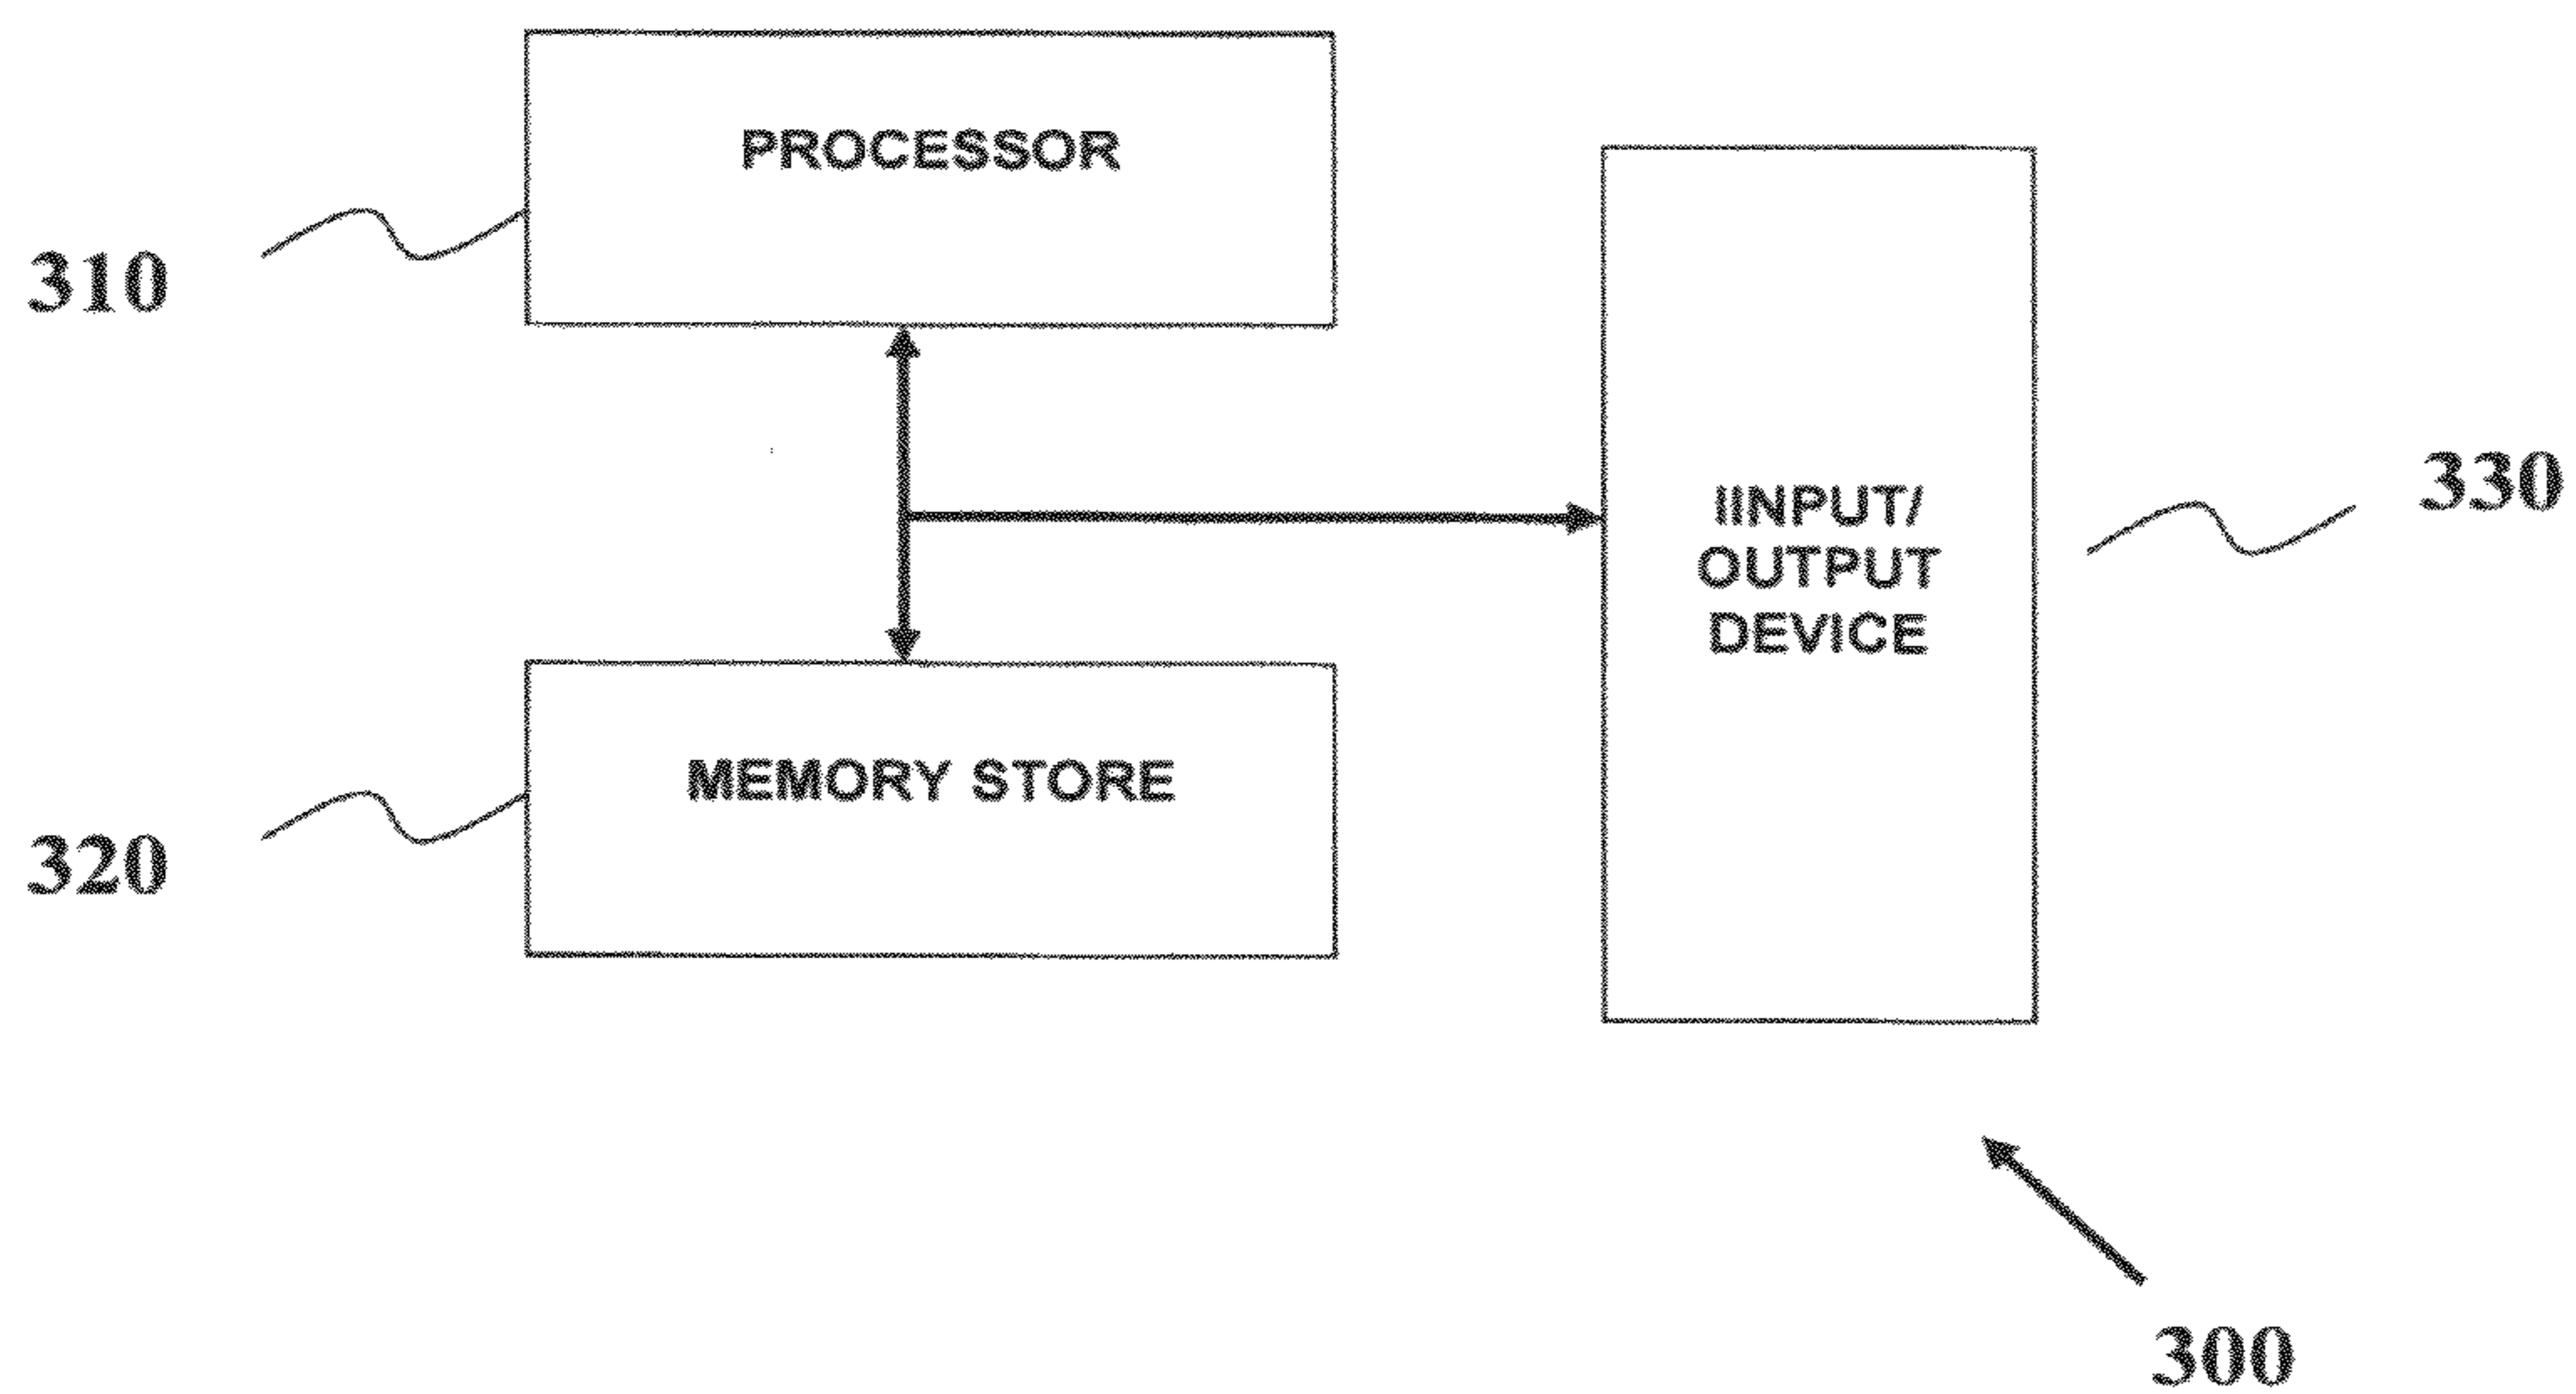 PROCESSOR
310
IINPUT/
OUTPUT
DEVICE
330
MEMORY STORE
320
300